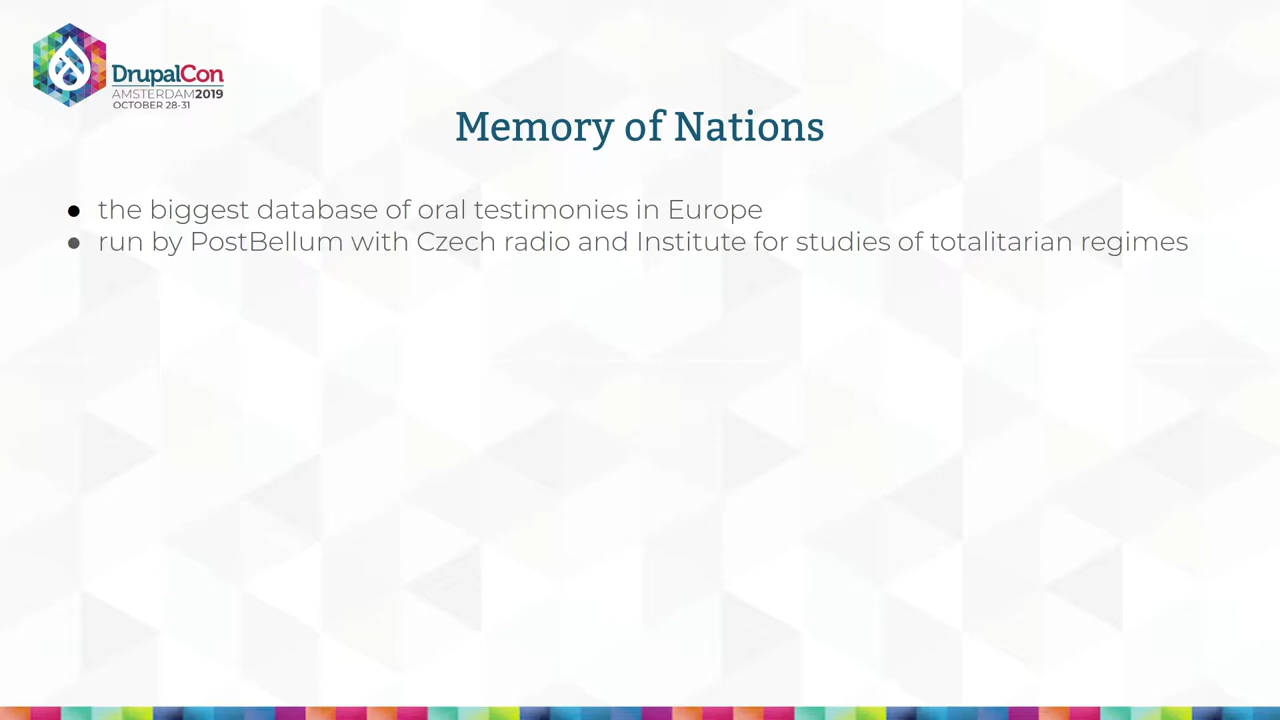 DrupalCon
AMSTERDAM2019
OCTOBER 28-31
Memory of Nations
● the biggest database of oral testimonies in Europe
● run by PostBellum with Czech radio and Institute for studies of totalitarian regimes